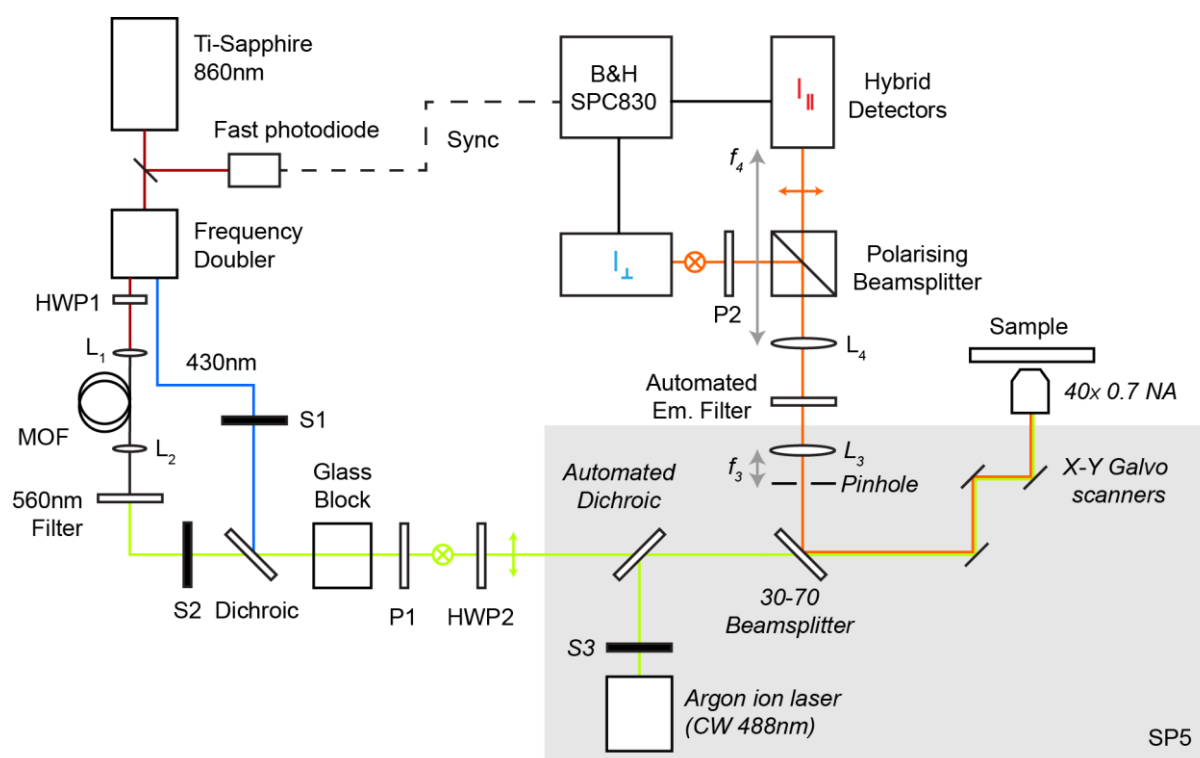 Ti-Sapphire
860nm
Fast photodiode
Sync
B&H
SPC830
I||
Hybrid
Detectors
f4
Frequency
Doubler
I⊥
P2
Polarising
Beamsplitter
HWP1
L1
430nm
L4
Sample
MOF
S1
Automated
Em. Filter
40x 0.7 NA
L2
Glass
Block
Automated
Dichroic
f3
L3
Pinhole
X-Y Galvo
scanners
560nm
Filter
S2
Dichroic
P1
HWP2
30-70
Beamsplitter
S3
Argon ion laser
(CW 488nm)
SP5